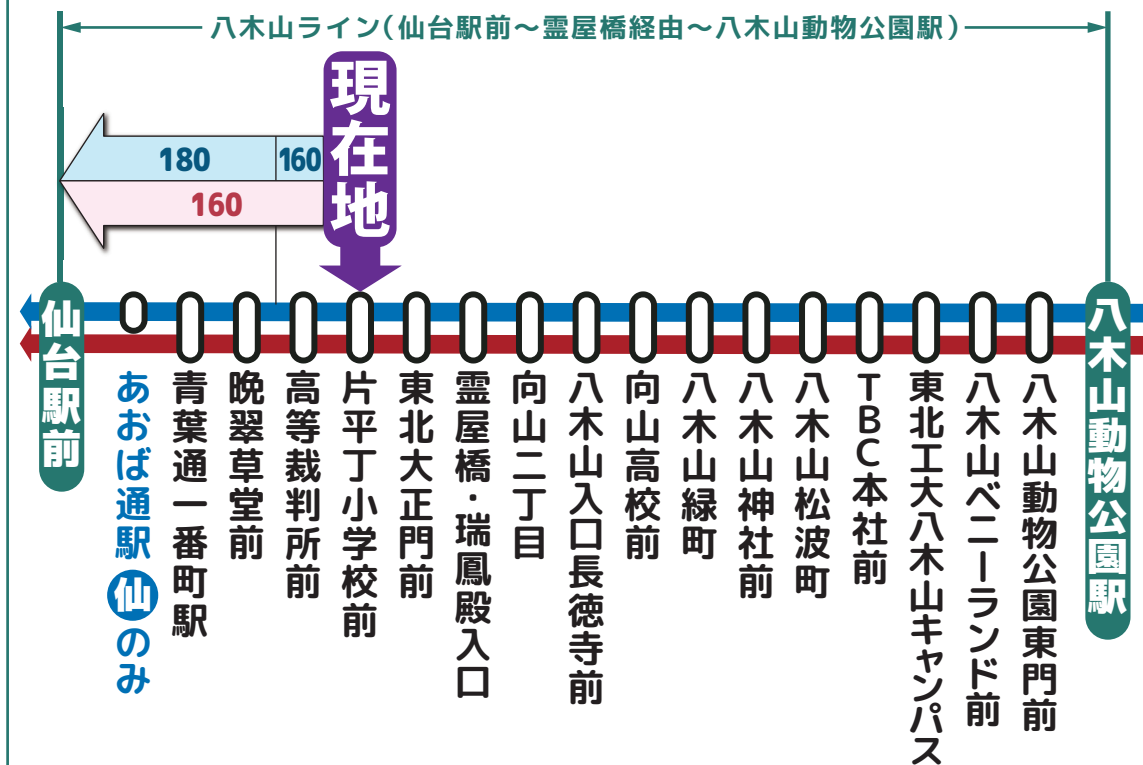 八木山ライン(仙台駅前～霊屋橋経由～八木山動物公園駅)
現在地
180
160
160
仙台駅前
あおば通駅 仙のみ
青葉通一番町駅
晩翠草堂前
高等裁判所前
片平丁小学校前
東北大正門前
霊屋橋・瑞鳳殿入口
向山二丁目
八木山入口長徳寺前
向山高校前
八木山緑町
八木山神社前
八木山松波町
TBC本社前
東北工大八木山キャンパス
八木山ベニーランド前
八木山動物公園東門前
八木山動物公園駅